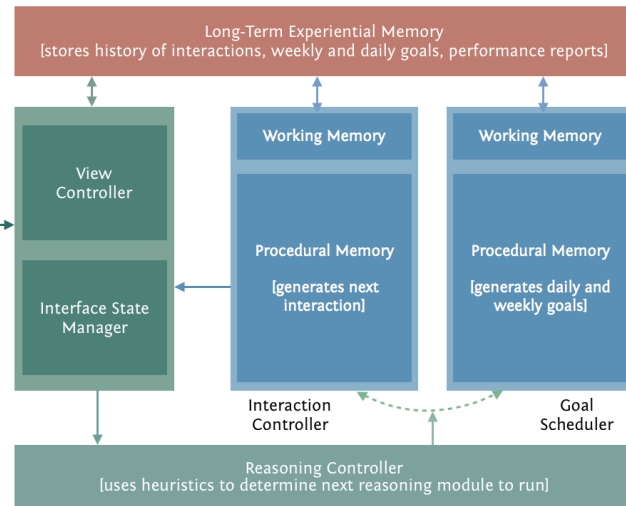 Long-Term Experiential Memory
[stores history of interactions, weekly and daily goals, performance reports]
View
Controller
Interface State
Manager
Working Memory
Procedural Memory
[generates next
interaction]
Interaction
Controller
Working Memory
Procedural Memory
[generates daily and
weekly goals]
Goal
Scheduler
Reasoning Controller
[uses heuristics to determine next reasoning module to run]